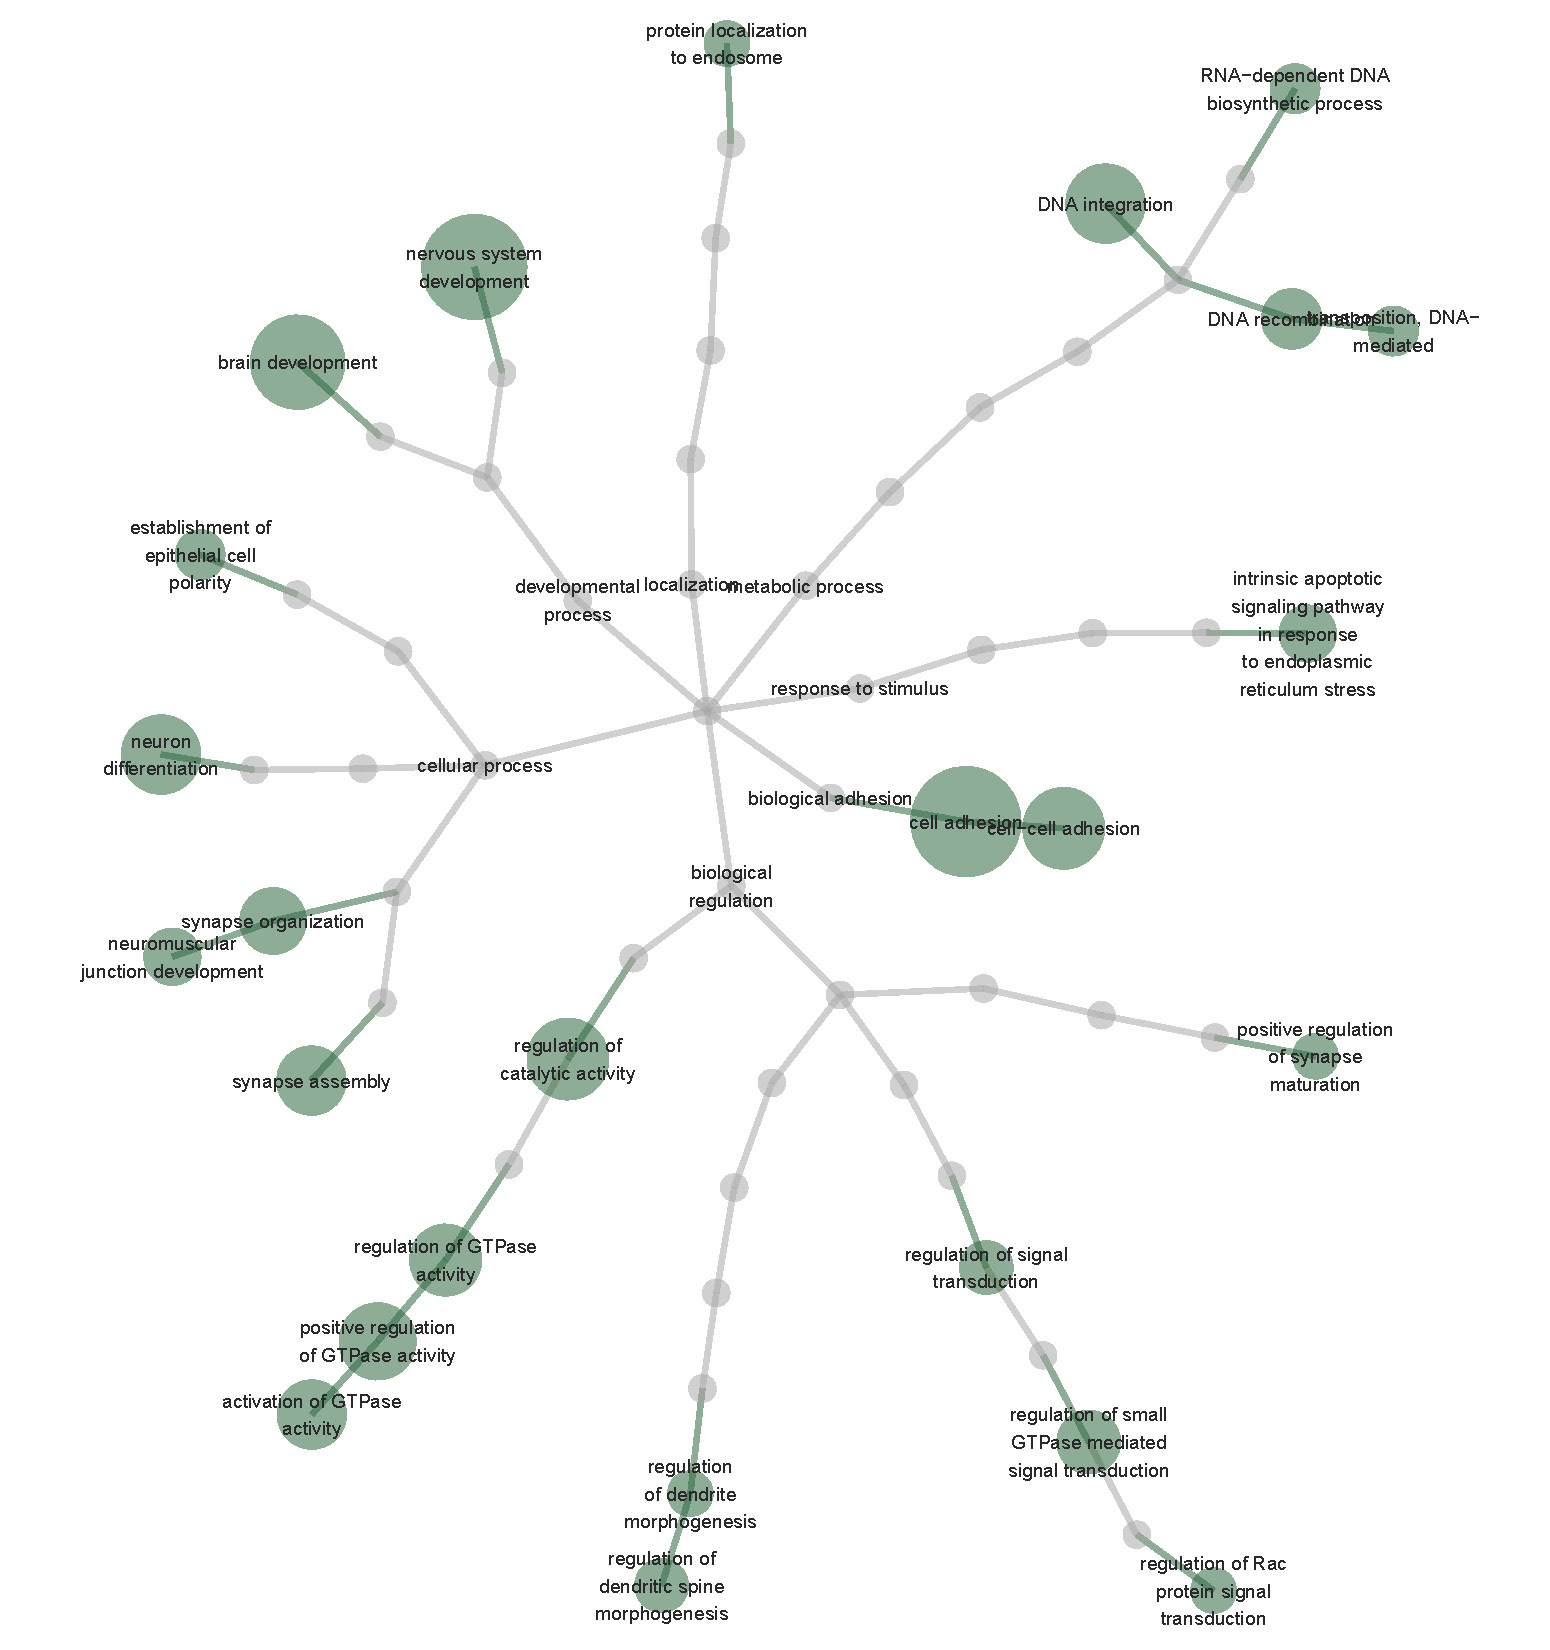 protein localization
to endosome
RNA−dependent DNA
biosynthetic process
DNA integration
nervous system
development
DNA recombination
transposition, DNA−
mediated
brain development
establishment of
epithelial cell
polarity
developmental
process
localization
metabolic process
intrinsic apoptotic
signaling pathway
in response
to endoplasmic
reticulum stress
response to stimulus
neuron
differentiation
cellular process
biological adhesion
cell adhesion
cell−cell adhesion
biological
regulation
synapse organization
neuromuscular
junction development
synapse assembly
regulation of
catalytic activity
positive regulation
of synapse
maturation
regulation of GTPase
activity
regulation of signal
transduction
positive regulation
of GTPase activity
activation of GTPase
activity
regulation of small
GTPase mediated
signal transduction
regulation
of dendrite
morphogenesis
regulation of
dendritic spine
morphogenesis
regulation of Rac
protein signal
transduction